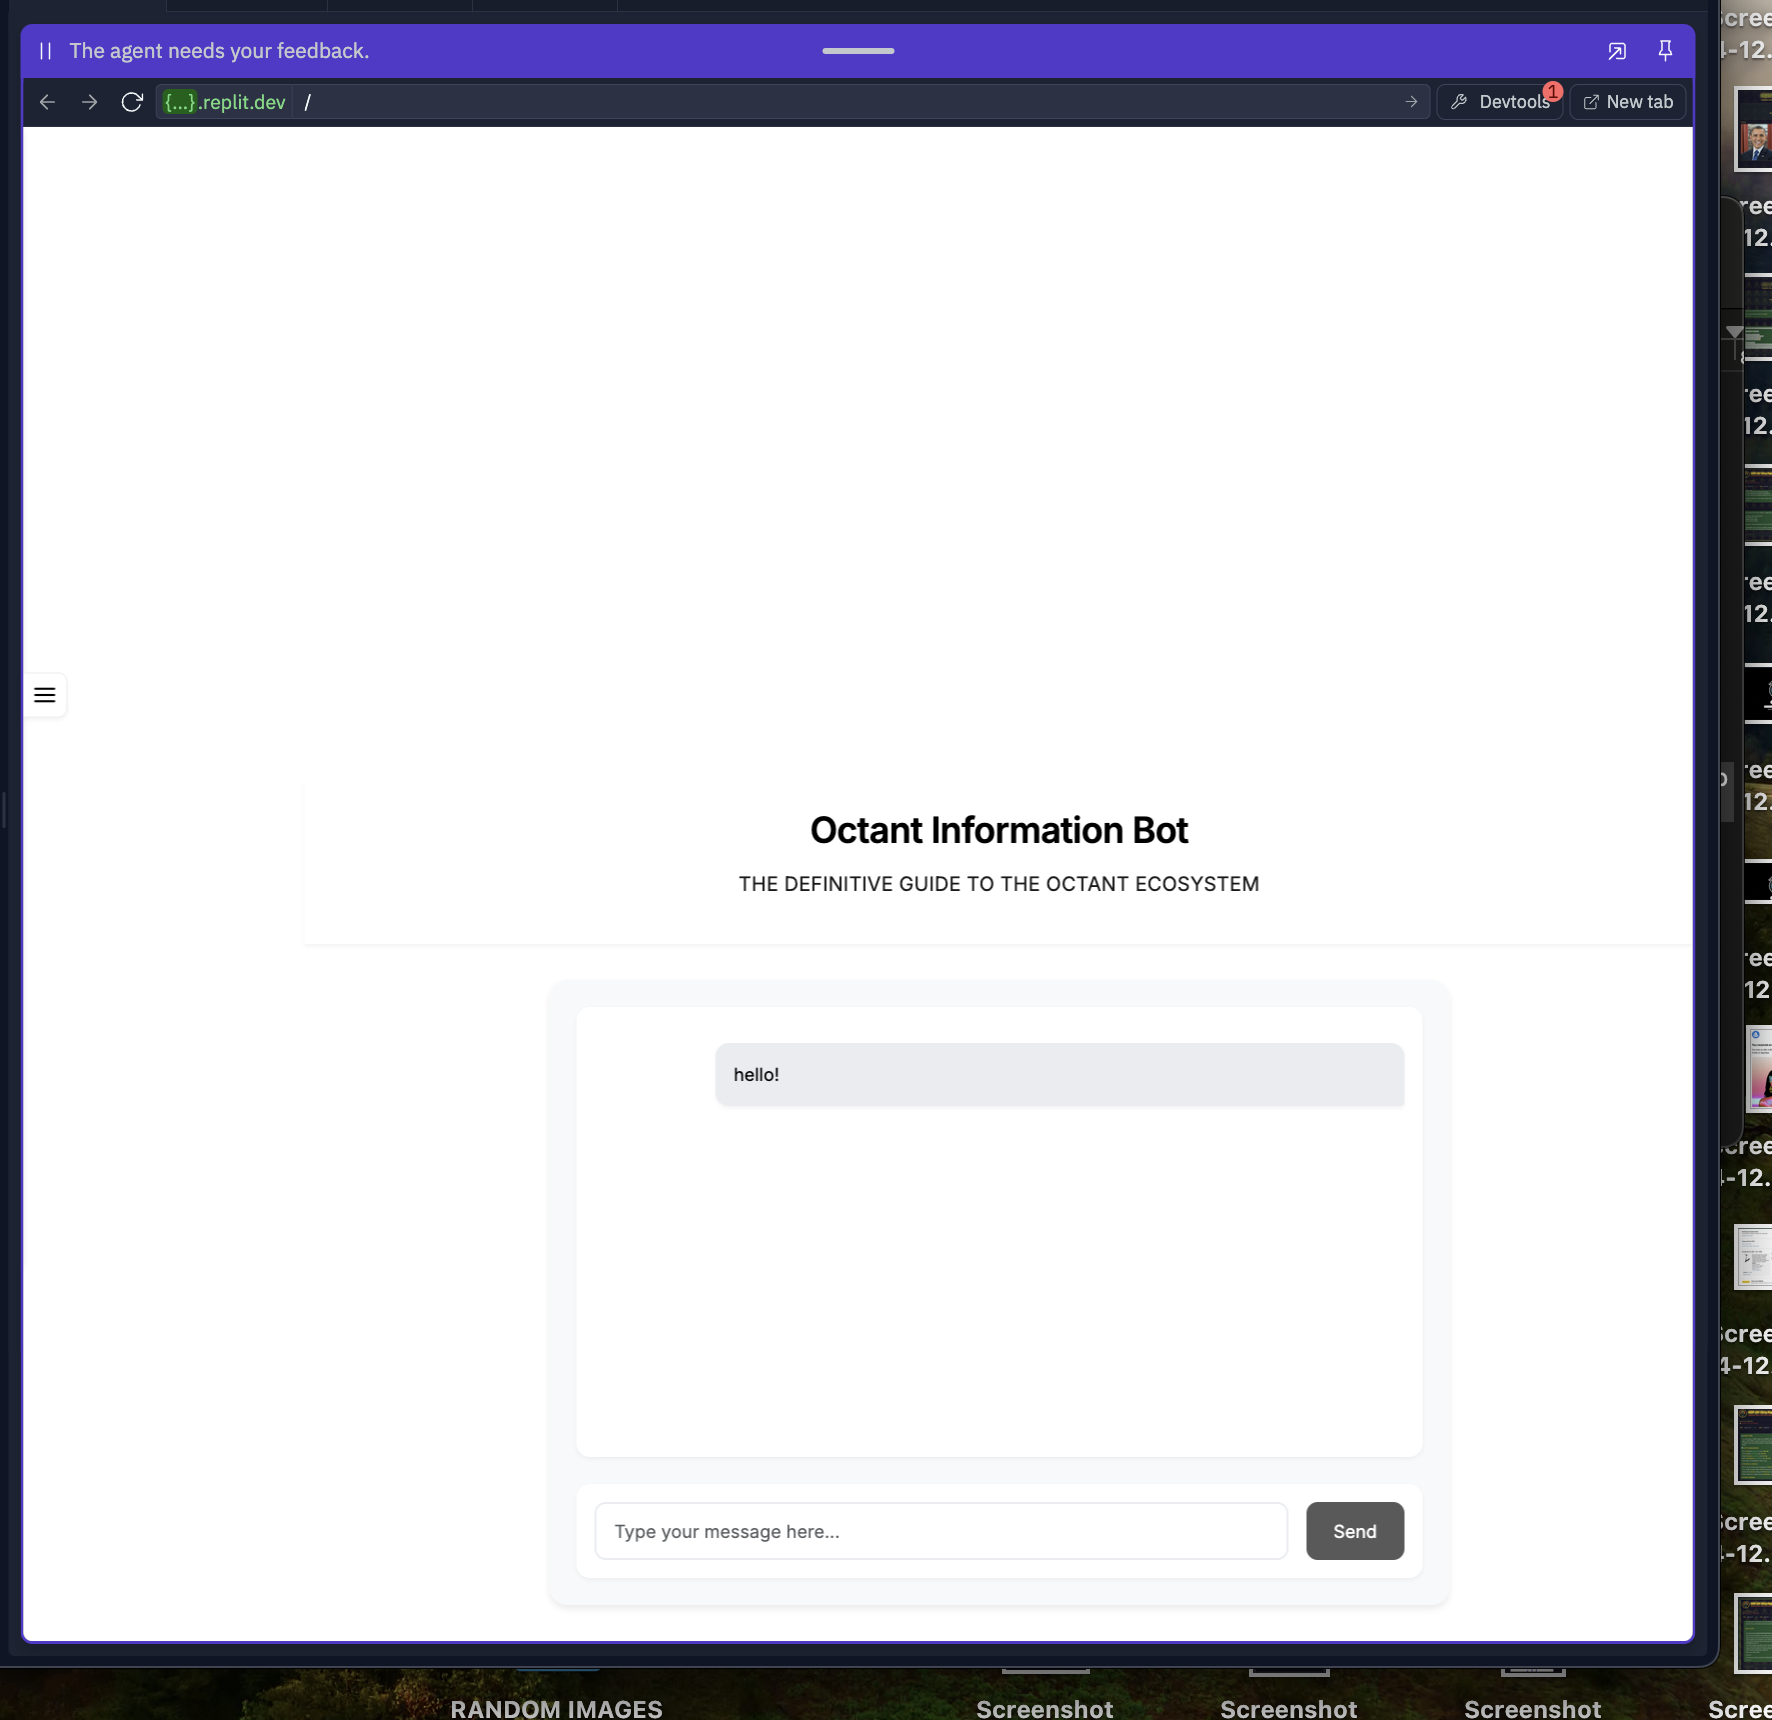 The agent needs your feedback.
{...}.replit.dev /
Devtools 1
New tab
Octant Information Bot
THE DEFINITIVE GUIDE TO THE OCTANT ECOSYSTEM
hello!
Type your message here...
Send
RANDOM IMAGES
Screenshot
Screenshot
Screenshot